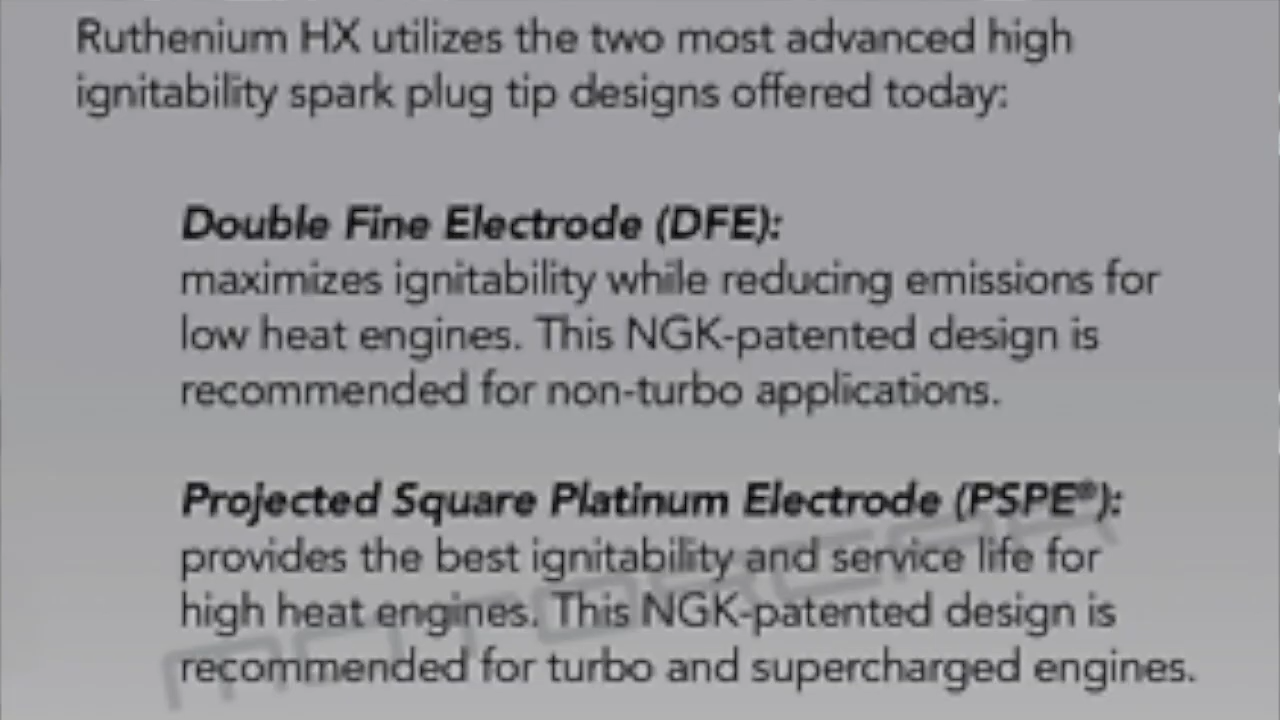 Ruthenium HX utilizes the two most advanced high
ignitability spark plug tip designs offered today:
Double Fine Electrode (DFE):
maximizes ignitability while reducing emissions for
low heat engines. This NGK-patented design is
recommended for non-turbo applications.
Projected Square Platinum Electrode (PSPE®):
provides the best ignitability and service life for
high heat engines. This NGK-patented design is
recommended for turbo and supercharged engines.
MOTORCAR